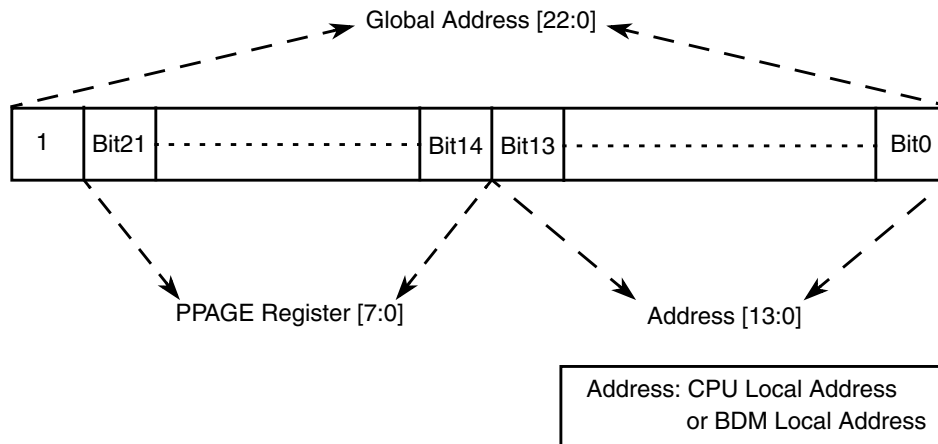 Global Address [22:0]
1 Bit21 Bit14 Bit13 Bit0
PPAGE Register [7:0] Address [13:0]
Address: CPU Local Address
or BDM Local Address